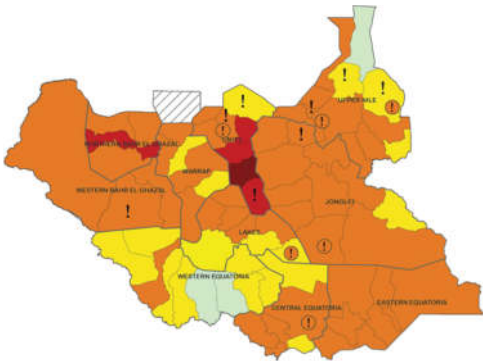 UPPER NILE
UNITY
NORTHERN BAHR EL GHAZAL
WARRAP
WESTERN BAHR EL GHAZAL
JONGLEI
LAKES
WESTERN EQUATORIA
CENTRAL EQUATORIA
EASTERN EQUATORIA